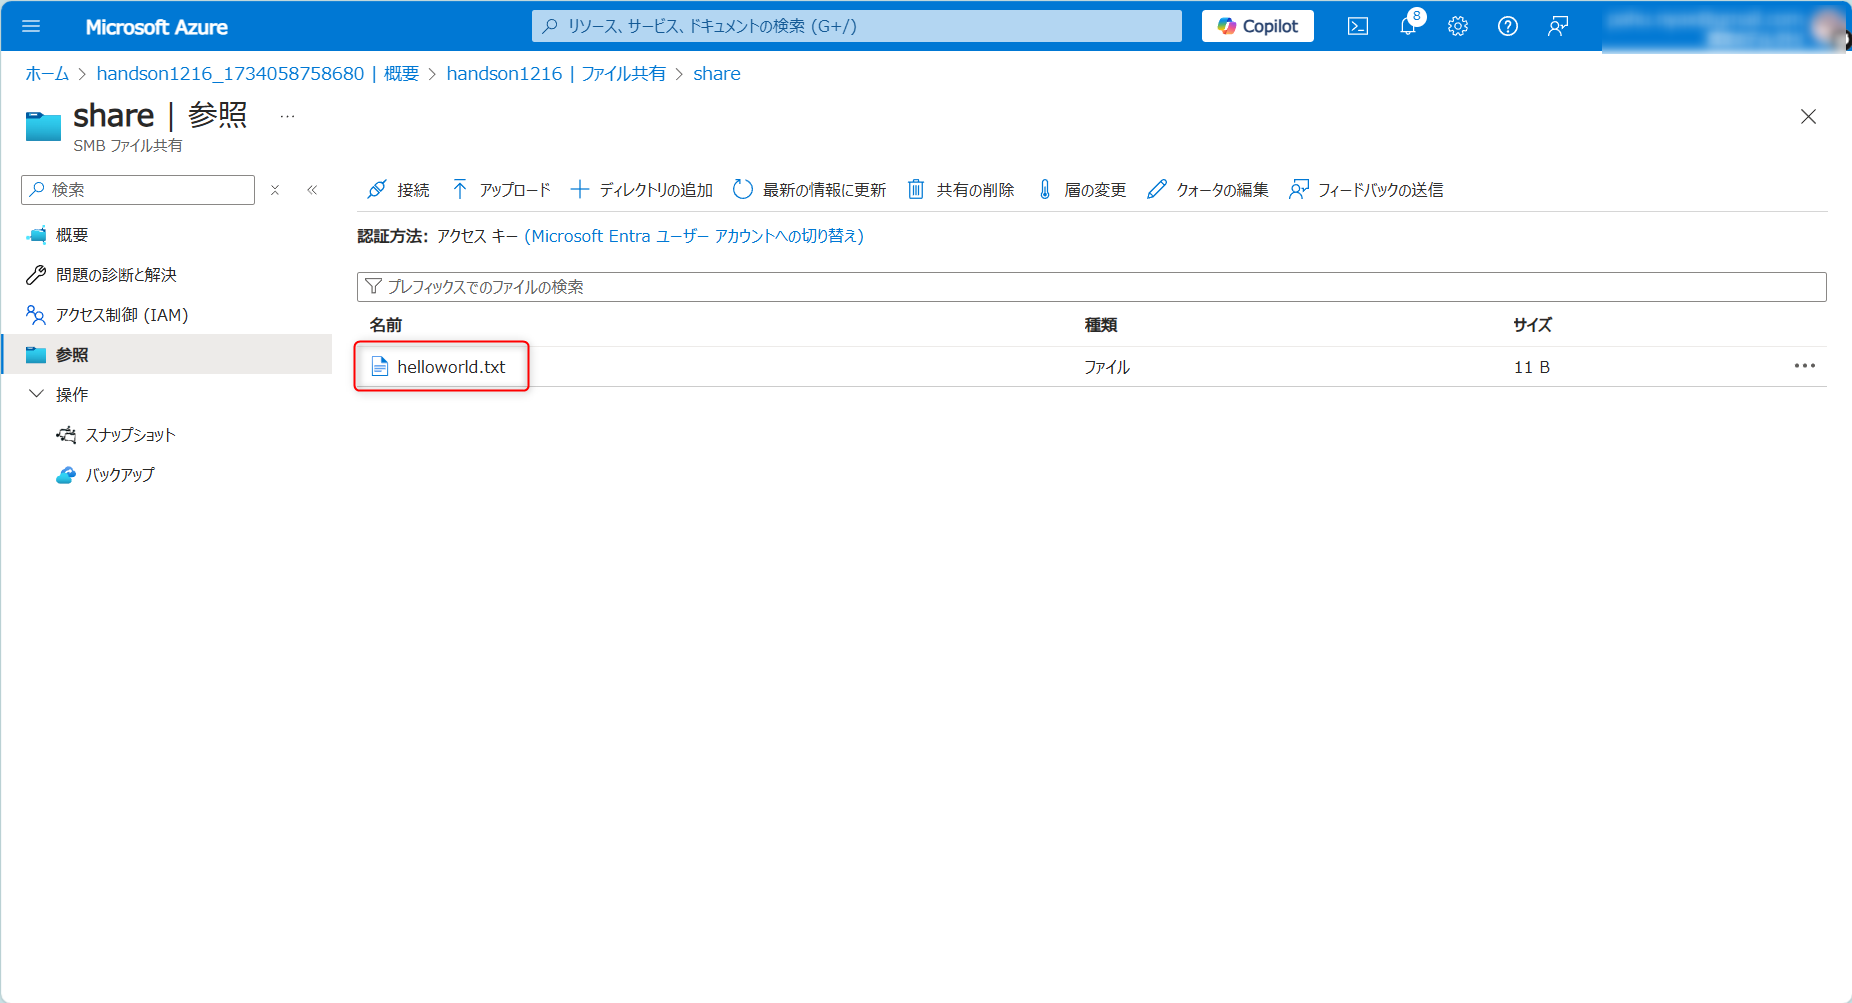 Microsoft Azure
リソース、サービス、ドキュメントの検索 (G+/)
Copilot
8
ホーム > handson1216_1734058758680 | 概要 > handson1216 | ファイル共有 > share
share | 参照 ...
SMB ファイル共有
検索
接続 アップロード ディレクトリの追加 最新の情報に更新 共有の削除 層の変更 クォータの編集 フィードバックの送信
概要
問題の診断と解決
アクセス制御 (IAM)
参照
操作
スナップショット
バックアップ
認証方法: アクセス キー (Microsoft Entra ユーザー アカウントへの切り替え)
プレフィックスでのファイルの検索
名前 種類 サイズ
helloworld.txt ファイル 11 B